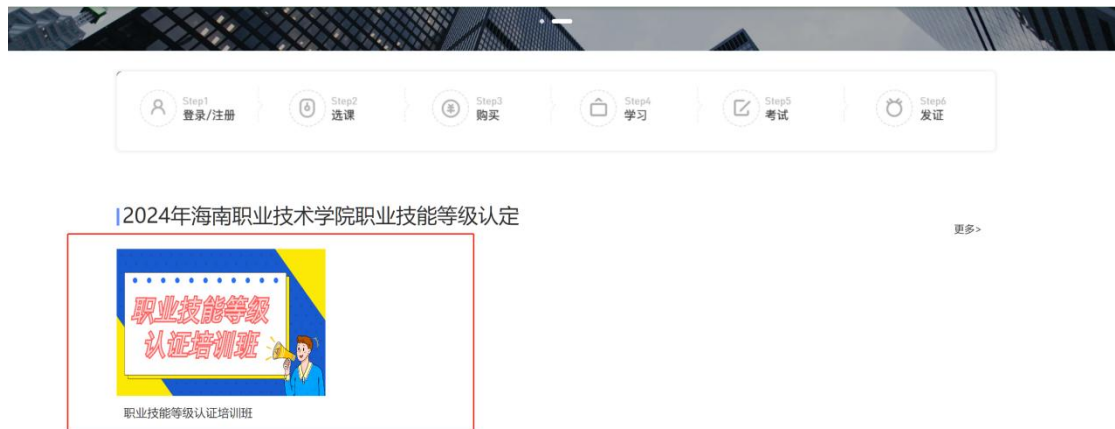 Step1
登录/注册
Step2
选课
Step3
购买
Step4
学习
Step5
考试
Step6
发证
2024年海南职业技术学院职业技能等级认定
更多>
职业技能等级
认证培训班
职业技能等级认证培训班